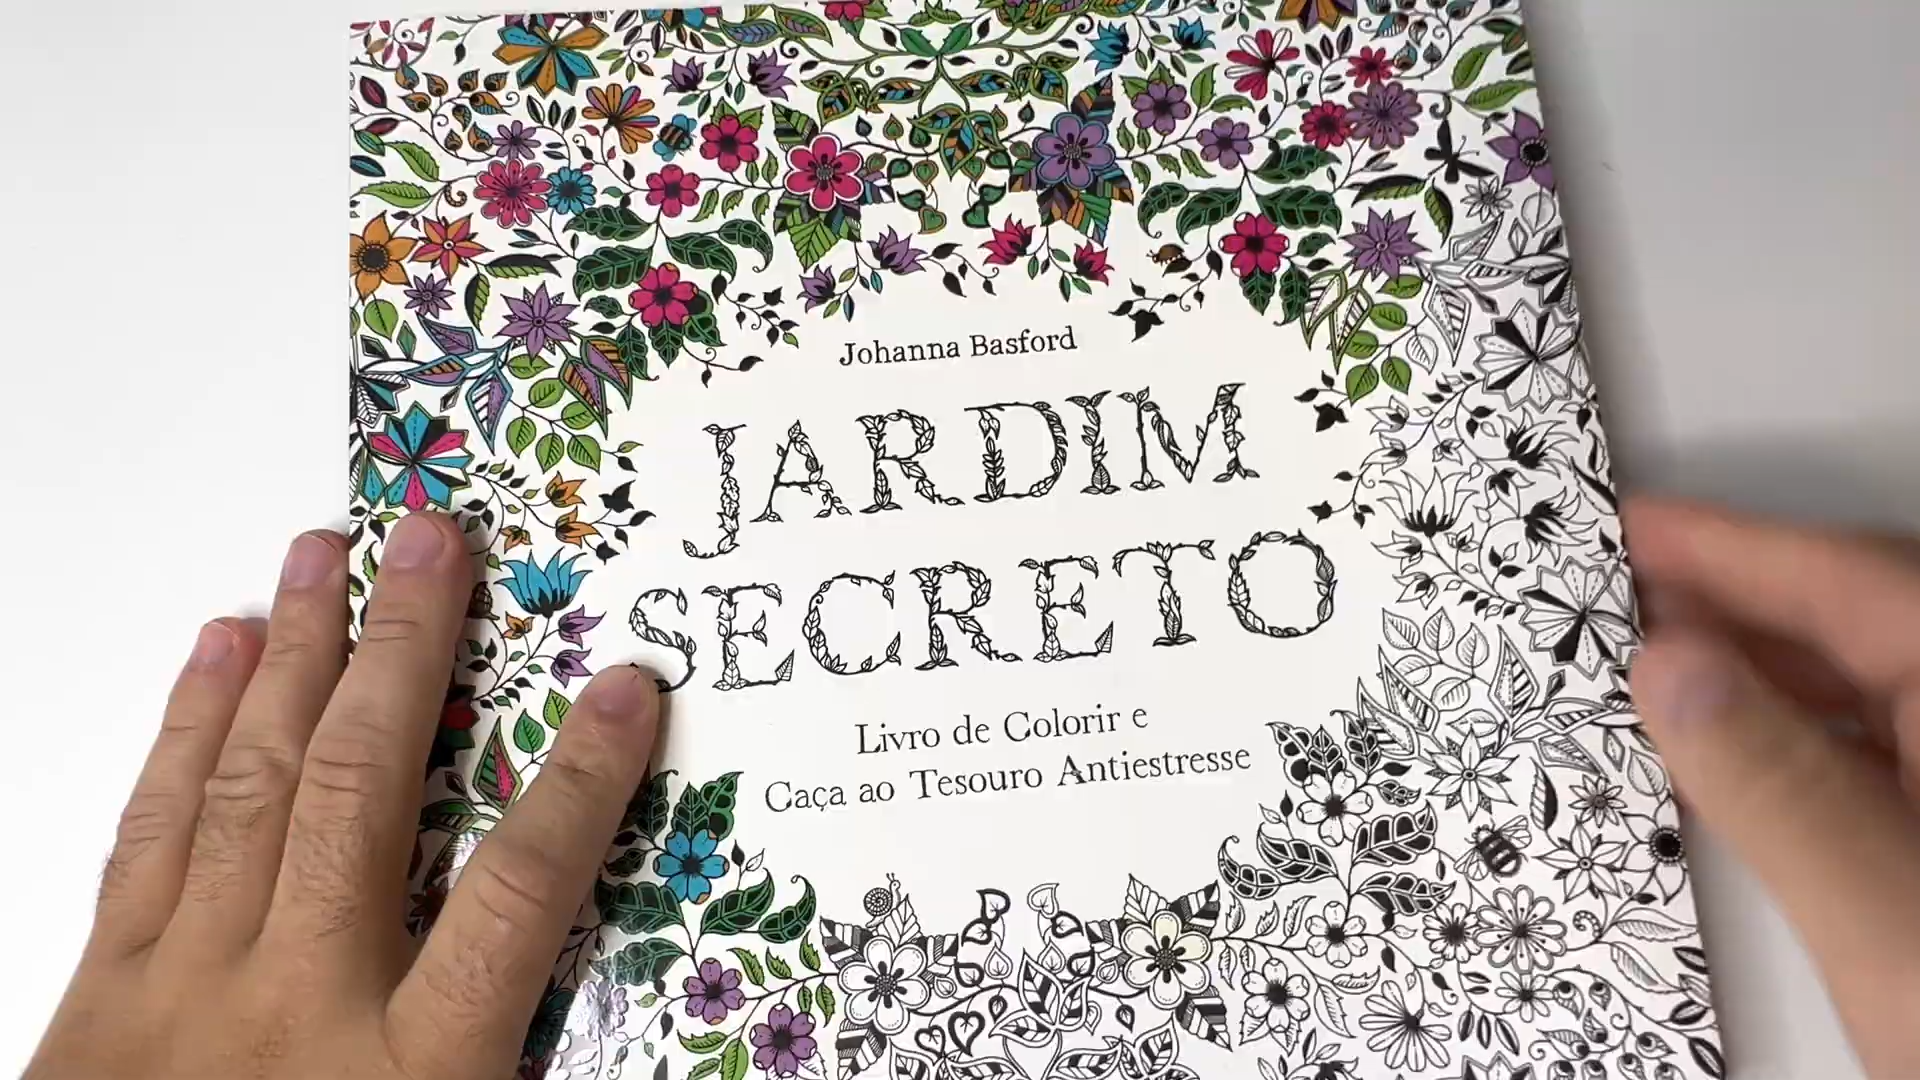 Johanna Basford
JARDIM
SECRETO
Livro de Colorir e
Caça ao Tesouro Antiestresse